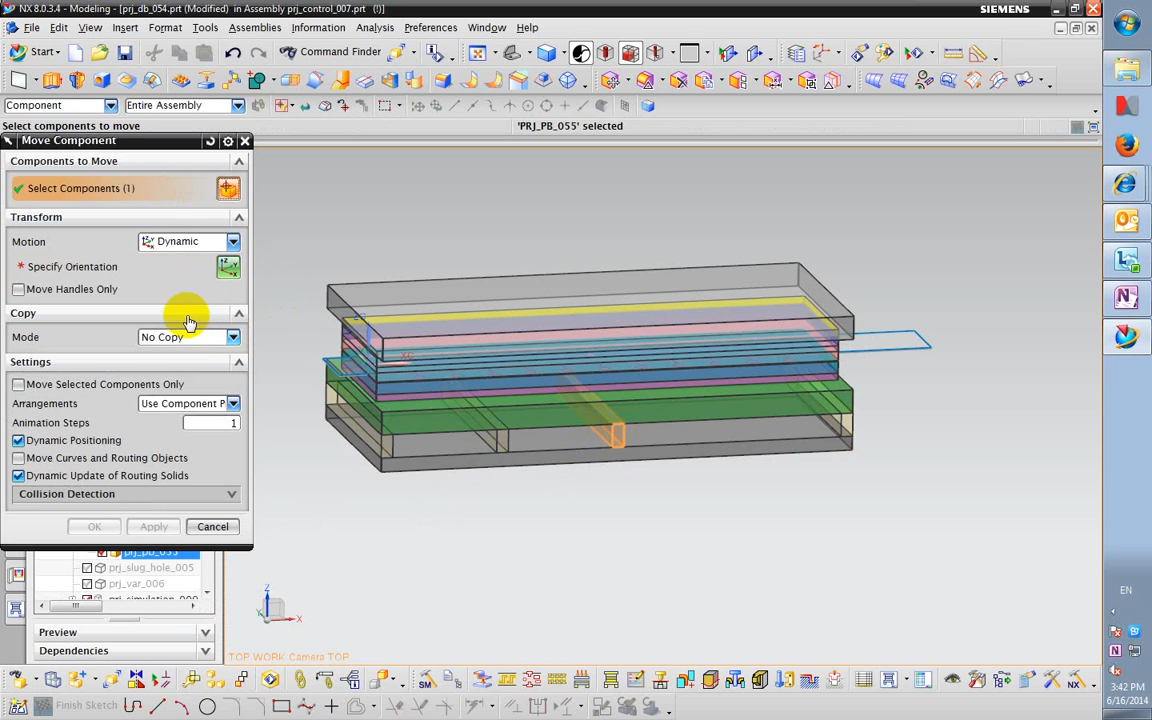 NX 8.0.3.4 - Modeling - [prj_db_054.prt (Modified) in Assembly prj_control_007.prt (!)]
SIEMENS
File Edit View Insert Format Tools Assemblies Information Analysis Preferences Window Help
Start
Command Finder
Component
Entire Assembly
Select components to move
'PRJ_PB_055' selected
Move Component
Components to Move
Select Components (1)
Transform
Motion
Dynamic
* Specify Orientation
Move Handles Only
Copy
Mode
No Copy
Settings
Move Selected Components Only
Arrangements
Use Component P
Animation Steps
1
Dynamic Positioning
Move Curves and Routing Objects
Dynamic Update of Routing Solids
Collision Detection
OK
Apply
Cancel
prj_pb_055
prj_slug_hole_005
prj_var_006
Preview
Dependencies
XC
Z
Y
X
TOP WORK Camera TOP
SM
NX
Finish Sketch
EN
3:42 PM
6/16/2014